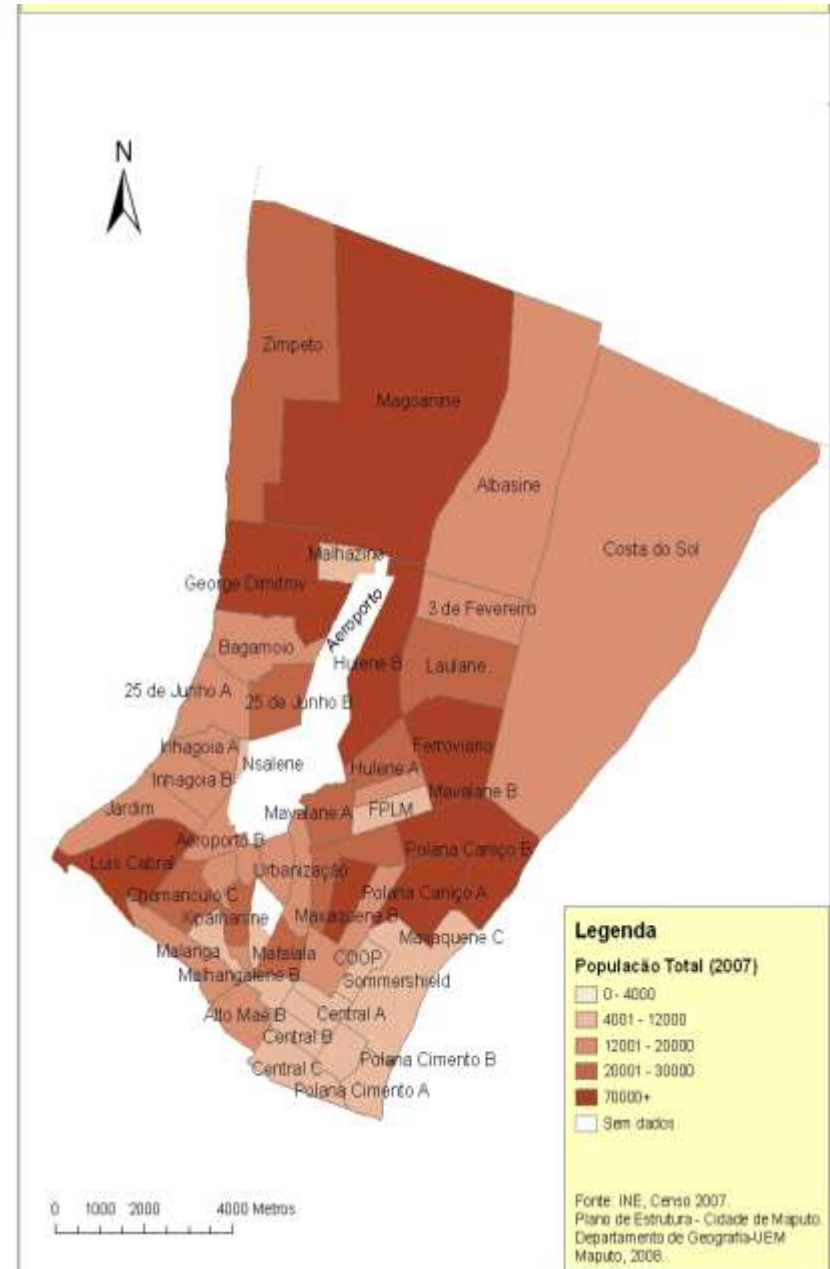 N
Zimpeto
Magoanine
Albasine
Costa do Sol
Malhazine
George Dimitrov
Aeroporto
3 de Fevereiro
Bagamoio
Hulene B
Laulane
25 de Junho A
25 de Junho B
Inhagoia A
Ferroviario
Nsalene
Hulene A
Inhagoia B
Mavalane B
Jardim
Mavalane A
FPLM
Aeroporto B
Polana Caniço B
Luis Cabral
Urbanização
Chamanculo C
Polana Caniço A
Xipamanine
Maxaquene B
Maxaquene C
Malanga
Mafalala
COOP
Malhangalene B
Sommershield
Alto Maé B
Central A
Central B
Polana Cimento B
Central C
Polana Cimento A
Legenda
População Total (2007)
0 - 4000
4001 - 12000
12001 - 20000
20001 - 30000
70000+
Sem dados
0 1000 2000 4000 Metros
Fonte: INE, Censo 2007.
Plano de Estrutura - Cidade de Maputo.
Departamento de Geografia-UEM
Maputo, 2008.